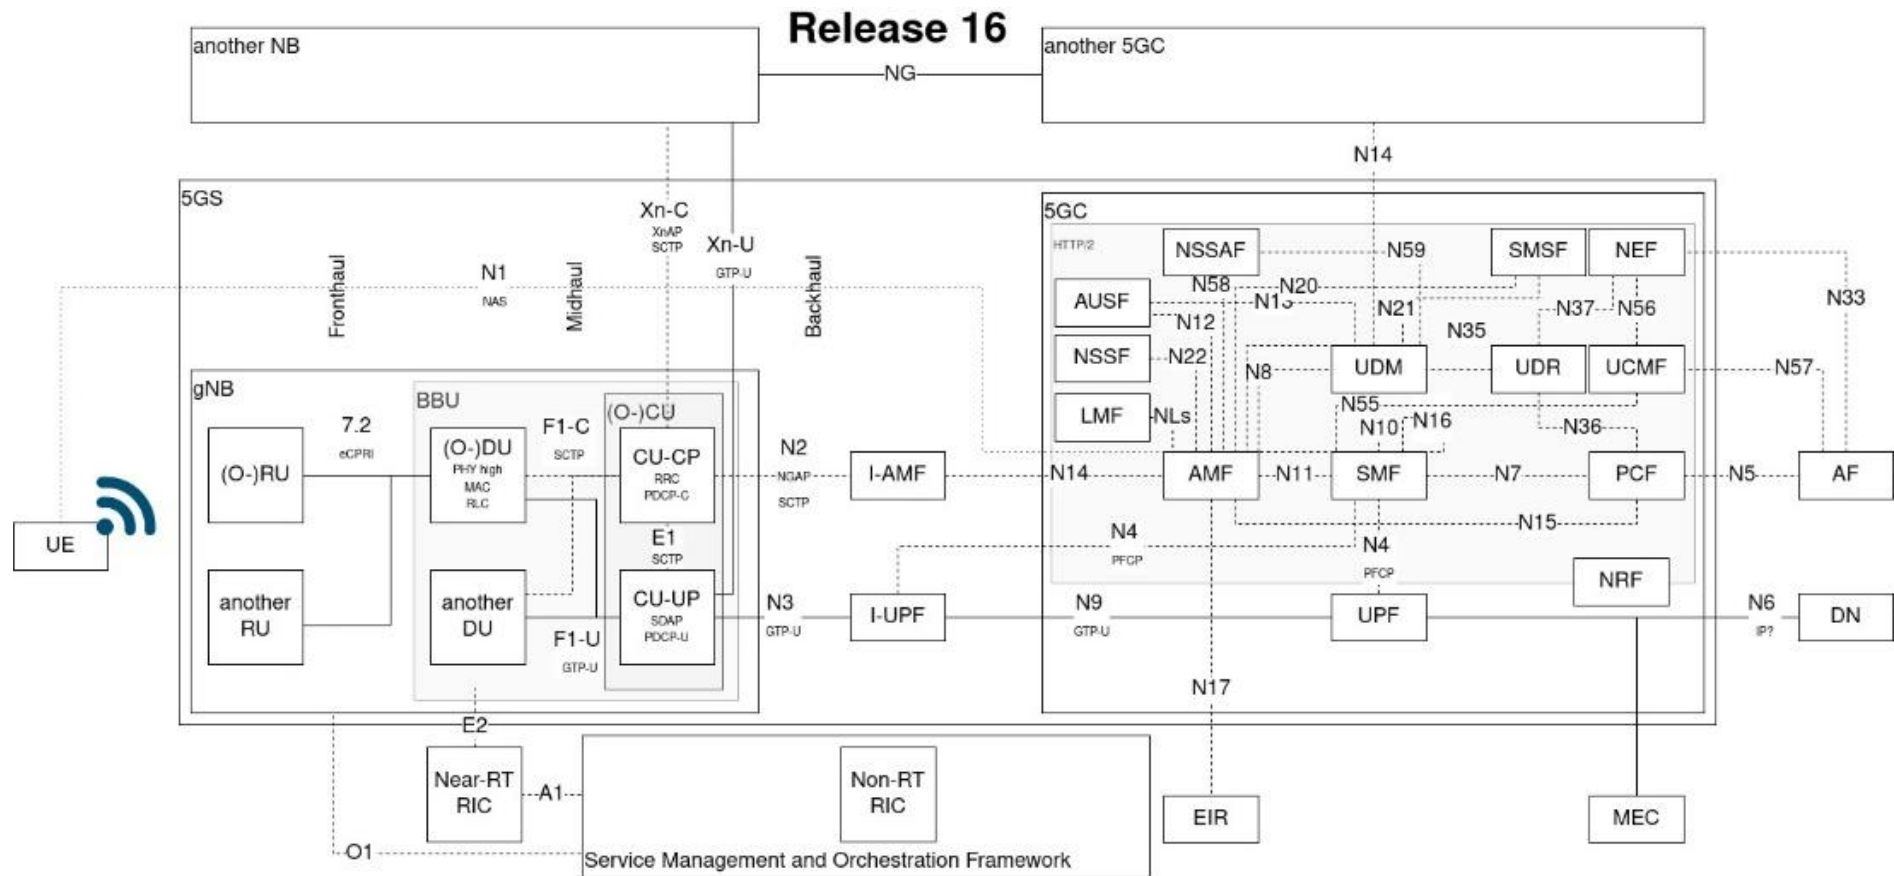 Release 16
another NB
another 5GC
NG
N14
5GS
5GC
Xn-C
XnAP
SCTP
Xn-U
GTP-U
HTTP/2
NSSAF
N59
SMSF
NEF
Fronthaul
N1
NAS
Midhaul
Backhaul
N58
N20
AUSF
N13
N12
N21
N37
N56
N33
N35
NSSF
N22
N8
UDM
UDR
UCMF
N57
gNB
BBU
(O-)CU
LMF
NLs
N55
N10
N16
N36
7.2
eCPRI
F1-C
SCTP
(O-)RU
(O-)DU
PHY high
MAC
RLC
CU-CP
RRC
PDCP-C
N2
NGAP
SCTP
I-AMF
N14
AMF
N11
SMF
N7
PCF
N5
AF
N15
UE
E1
SCTP
N4
PFCP
N4
PFCP
NRF
another
RU
another
DU
F1-U
GTP-U
CU-UP
SDAP
PDCP-U
N3
GTP-U
I-UPF
N9
GTP-U
UPF
N6
IP?
DN
N17
E2
Near-RT
RIC
A1
Non-RT
RIC
EIR
MEC
O1
Service Management and Orchestration Framework